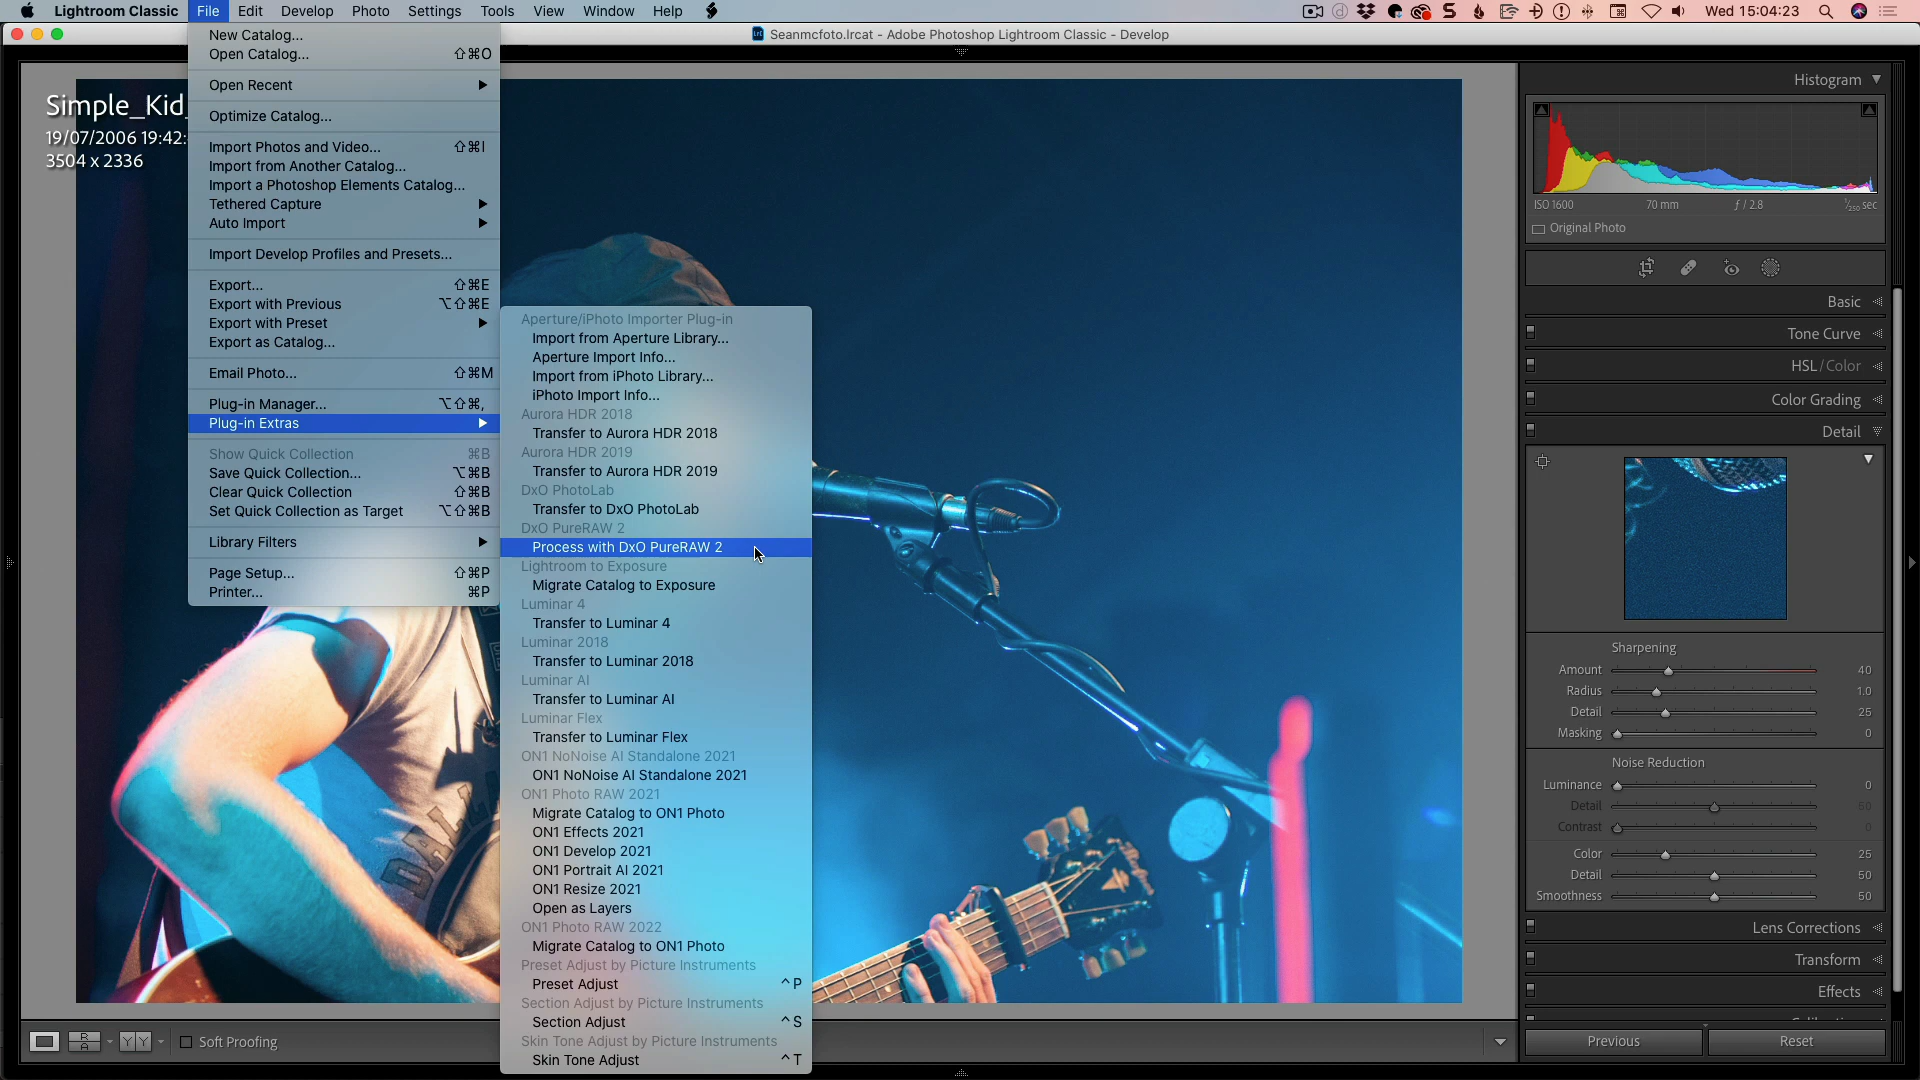 Lightroom Classic File Edit Develop Photo Settings Tools View Window Help Wed 15:04:23
Seanmcfoto.lrcat - Adobe Photoshop Lightroom Classic - Develop
Simple_Kid_
19/07/2006 19:42:
3504 x 2336
New Catalog...
Open Catalog... ⇧⌘O
Open Recent
Optimize Catalog...
Import Photos and Video... ⇧⌘I
Import from Another Catalog...
Import a Photoshop Elements Catalog...
Tethered Capture
Auto Import
Import Develop Profiles and Presets...
Export... ⇧⌘E
Export with Previous ⌥⇧⌘E
Export with Preset
Export as Catalog...
Email Photo... ⇧⌘M
Plug-in Manager... ⌥⇧⌘,
Plug-in Extras
Show Quick Collection ⌘B
Save Quick Collection... ⌥⌘B
Clear Quick Collection ⇧⌘B
Set Quick Collection as Target ⌥⇧⌘B
Library Filters
Page Setup... ⇧⌘P
Printer... ⌘P
Aperture/iPhoto Importer Plug-in
Import from Aperture Library...
Aperture Import Info...
Import from iPhoto Library...
iPhoto Import Info...
Aurora HDR 2018
Transfer to Aurora HDR 2018
Aurora HDR 2019
Transfer to Aurora HDR 2019
DxO PhotoLab
Transfer to DxO PhotoLab
DxO PureRAW 2
Process with DxO PureRAW 2
Lightroom to Exposure
Migrate Catalog to Exposure
Luminar 4
Transfer to Luminar 4
Luminar 2018
Transfer to Luminar 2018
Luminar AI
Transfer to Luminar AI
Luminar Flex
Transfer to Luminar Flex
ON1 NoNoise AI Standalone 2021
ON1 NoNoise AI Standalone 2021
ON1 Photo RAW 2021
Migrate Catalog to ON1 Photo
ON1 Effects 2021
ON1 Develop 2021
ON1 Portrait AI 2021
ON1 Resize 2021
Open as Layers
ON1 Photo RAW 2022
Migrate Catalog to ON1 Photo
Preset Adjust by Picture Instruments
Preset Adjust ^P
Section Adjust by Picture Instruments
Section Adjust ^S
Skin Tone Adjust by Picture Instruments
Skin Tone Adjust ^T
Histogram
ISO 1600 70 mm ƒ / 2.8 1/250 sec
Original Photo
Basic
Tone Curve
HSL / Color
Color Grading
Detail
Sharpening
Amount 40
Radius 1.0
Detail 25
Masking 0
Noise Reduction
Luminance 0
Detail 50
Contrast 0
Color 25
Detail 50
Smoothness 50
Lens Corrections
Transform
Effects
Previous Reset
Soft Proofing